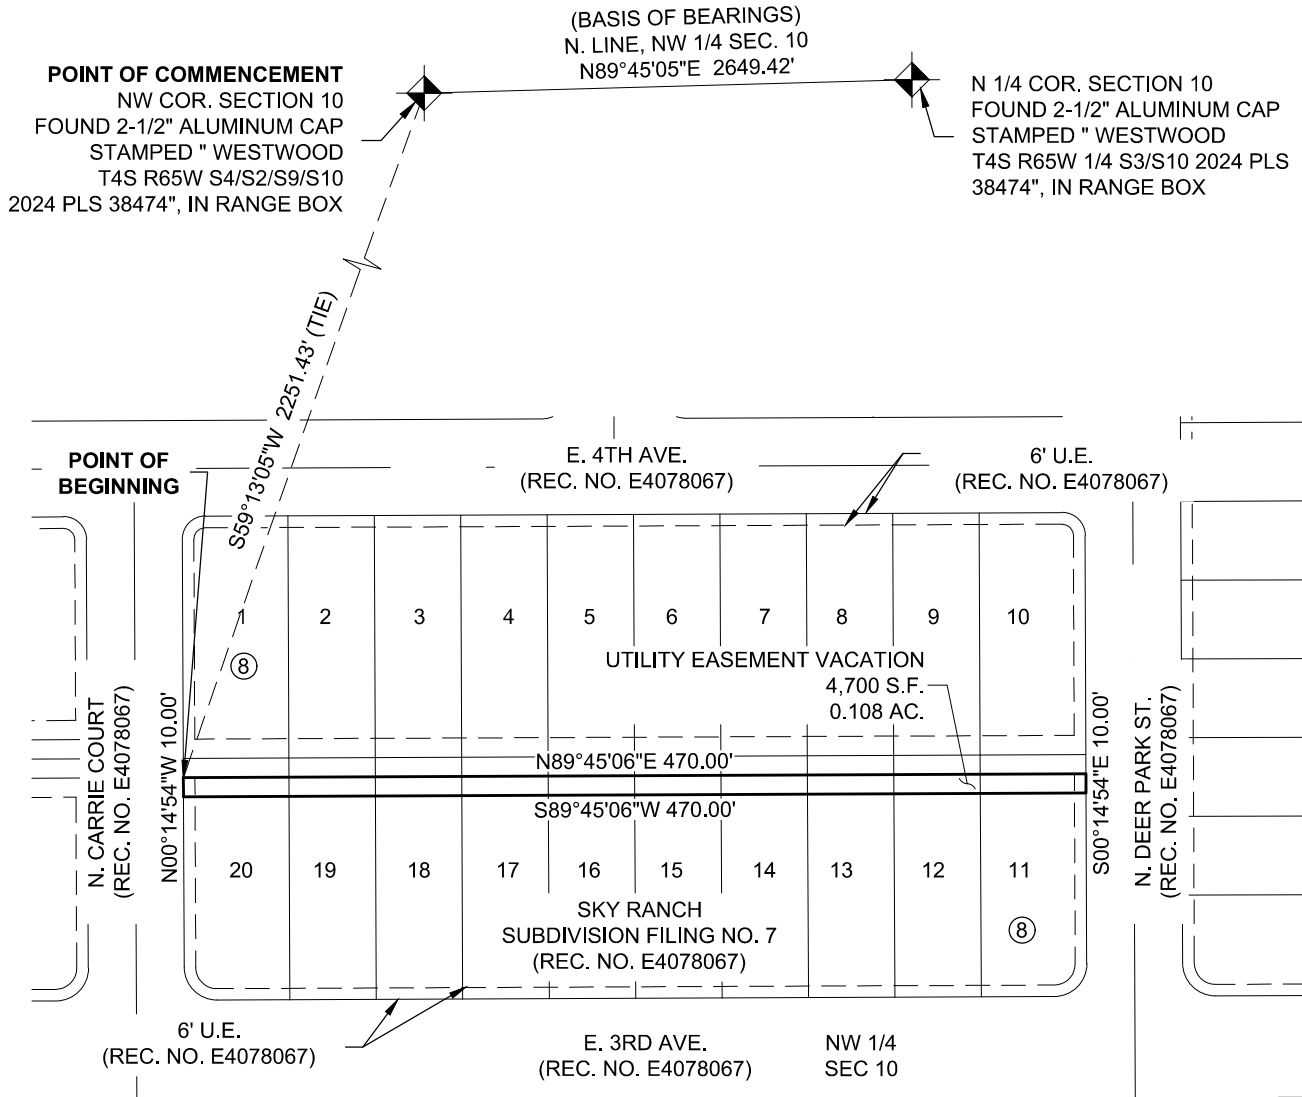 (BASIS OF BEARINGS)
N. LINE, NW 1/4 SEC. 10
N89°45'05"E 2649.42'
POINT OF COMMENCEMENT
NW COR. SECTION 10
FOUND 2-1/2" ALUMINUM CAP
STAMPED " WESTWOOD
T4S R65W S4/S2/S9/S10
2024 PLS 38474", IN RANGE BOX
N 1/4 COR. SECTION 10
FOUND 2-1/2" ALUMINUM CAP
STAMPED " WESTWOOD
T4S R65W 1/4 S3/S10 2024 PLS
38474", IN RANGE BOX
S59°13'05"W 2251.43' (TIE)
POINT OF
BEGINNING
E. 4TH AVE.
(REC. NO. E4078067)
6' U.E.
(REC. NO. E4078067)
1
2
3
4
5
6
7
8
9
10
8
UTILITY EASEMENT VACATION
4,700 S.F.
0.108 AC.
N. CARRIE COURT
(REC. NO. E4078067)
N00°14'54"W 10.00'
N89°45'06"E 470.00'
S89°45'06"W 470.00'
S00°14'54"E 10.00'
N. DEER PARK ST.
(REC. NO. E4078067)
20
19
18
17
16
15
14
13
12
11
SKY RANCH
SUBDIVISION FILING NO. 7
(REC. NO. E4078067)
8
6' U.E.
(REC. NO. E4078067)
E. 3RD AVE.
(REC. NO. E4078067)
NW 1/4
SEC 10